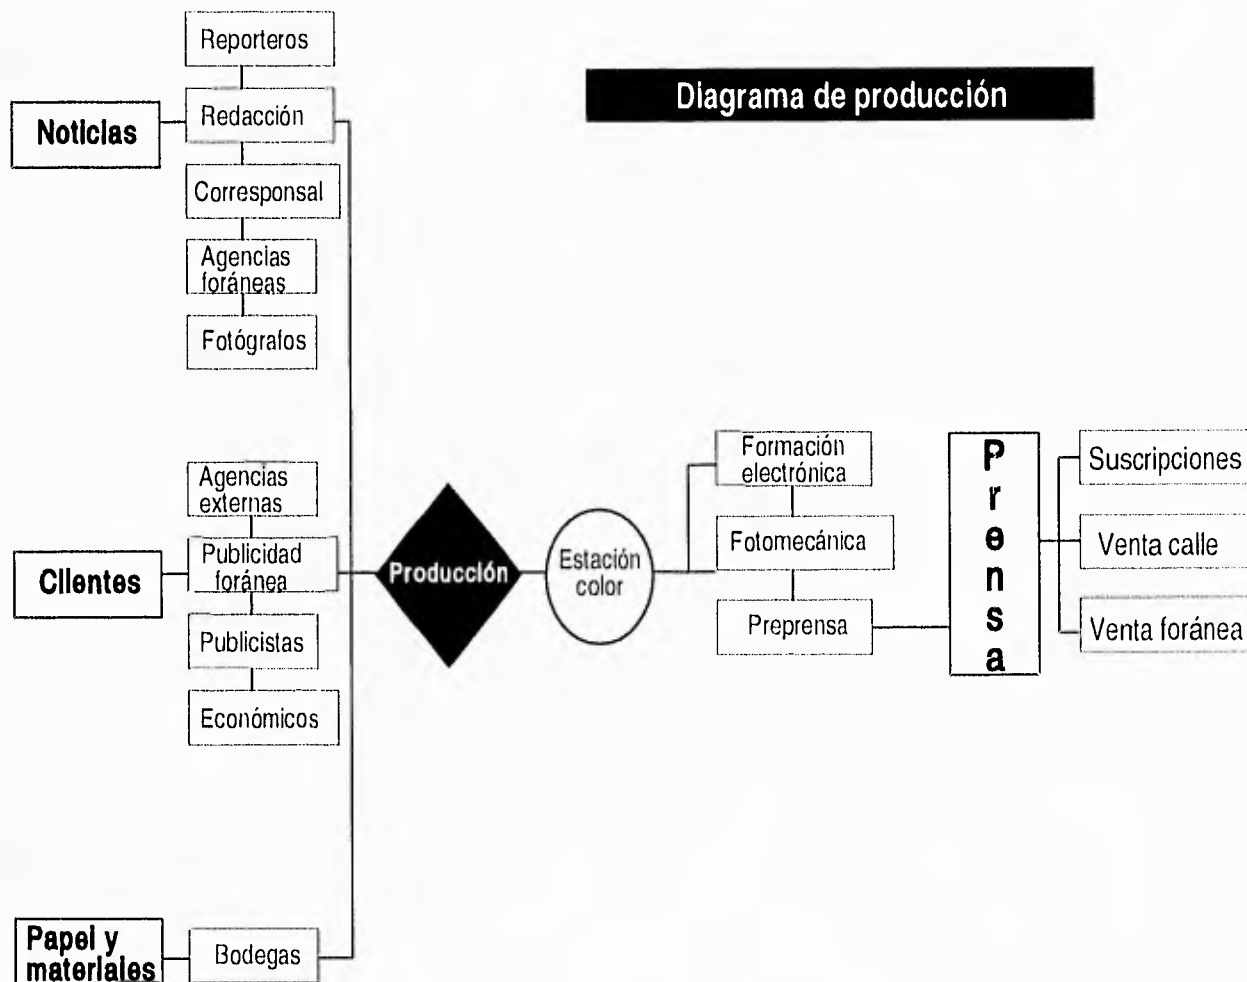 Diagrama de producción
Reporteros
Noticias
Redacción
Corresponsal
Agencias
foráneas
Fotógrafos
Agencias
externas
Clientes
Publicidad
foránea
Publicistas
Económicos
Papel y
materiales
Bodegas
Producción
Estación
color
Formación
electrónica
Fotomecánica
Preprensa
Prensa
Suscripciones
Venta calle
Venta foránea